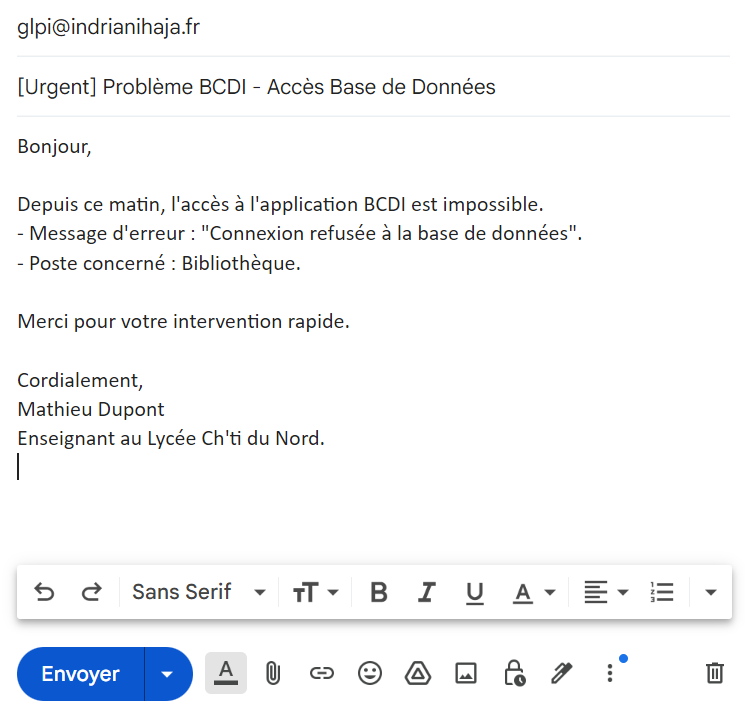 glpi@indrianihaja.fr
[Urgent] Problème BCDI - Accès Base de Données
Bonjour,
Depuis ce matin, l'accès à l'application BCDI est impossible.
- Message d'erreur : "Connexion refusée à la base de données".
- Poste concerné : Bibliothèque.
Merci pour votre intervention rapide.
Cordialement,
Mathieu Dupont
Enseignant au Lycée Ch'ti du Nord.
Sans Serif
Envoyer